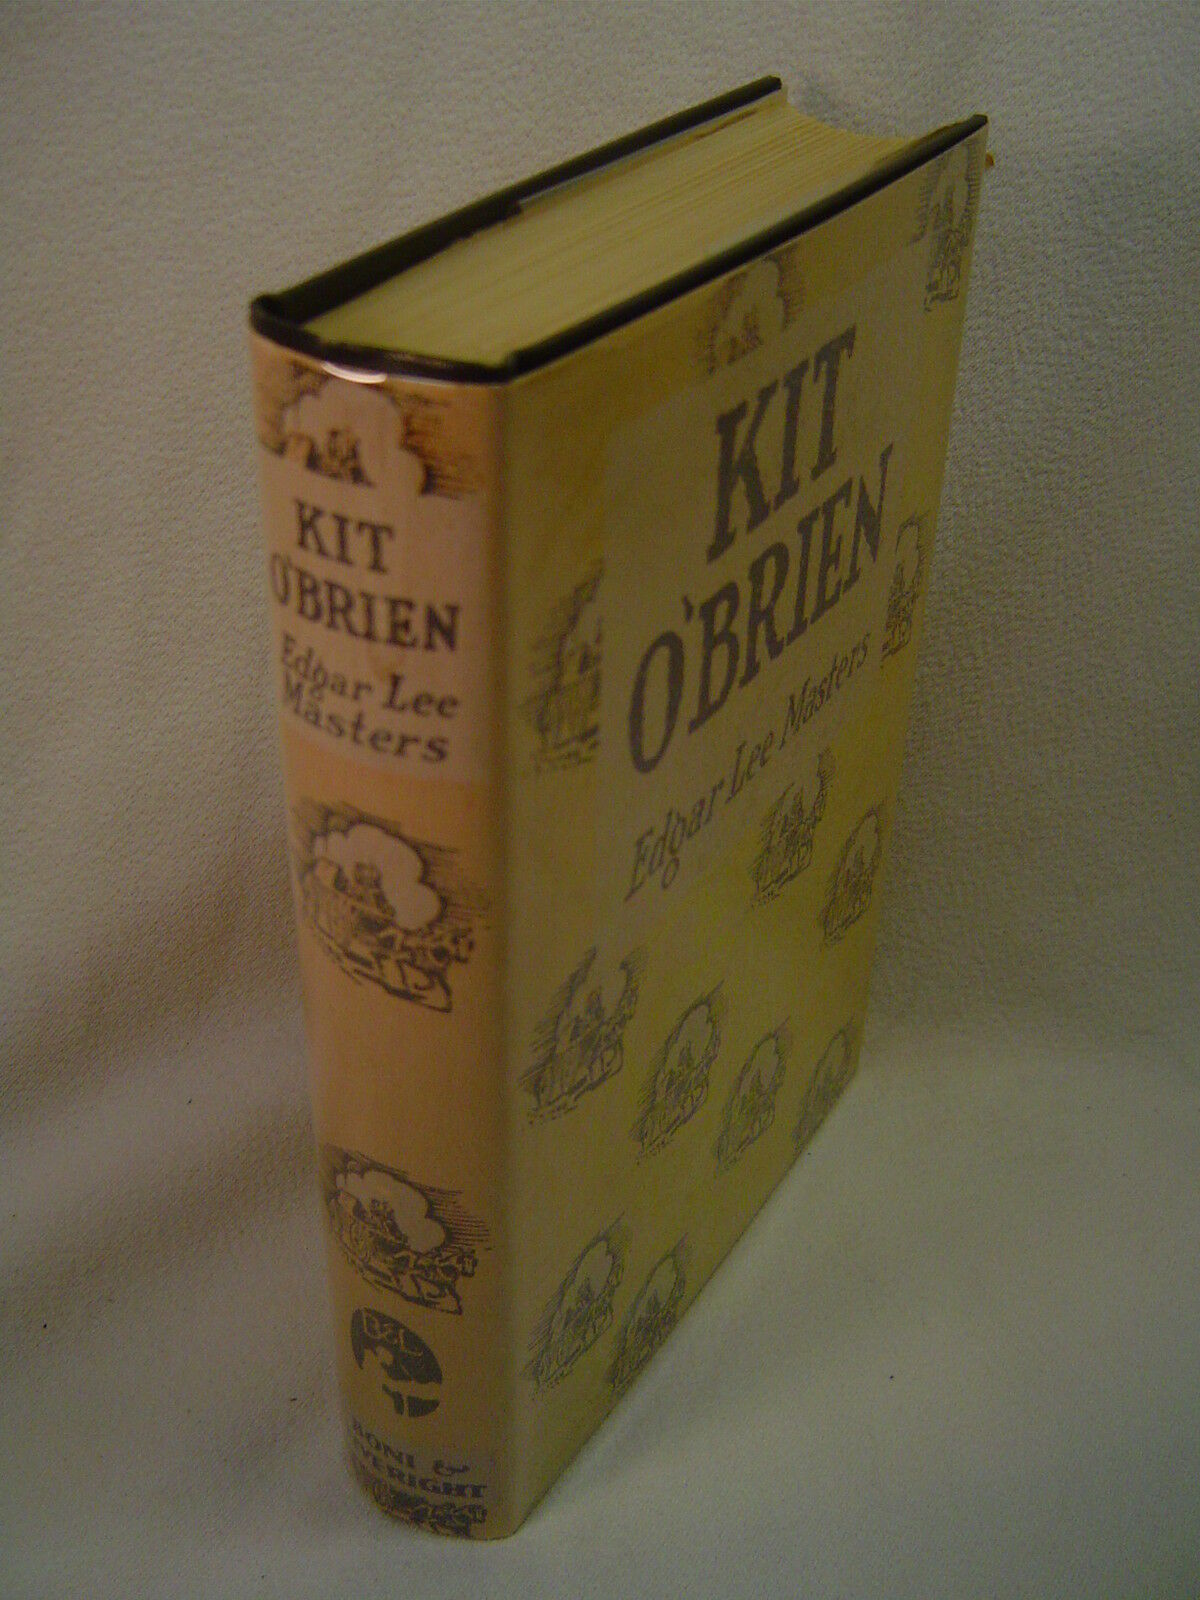 KIT
O'BRIEN
Edgar Lee
Masters
B&L
BONI &
LIVERIGHT
KIT
O'BRIEN
Edgar Lee Masters